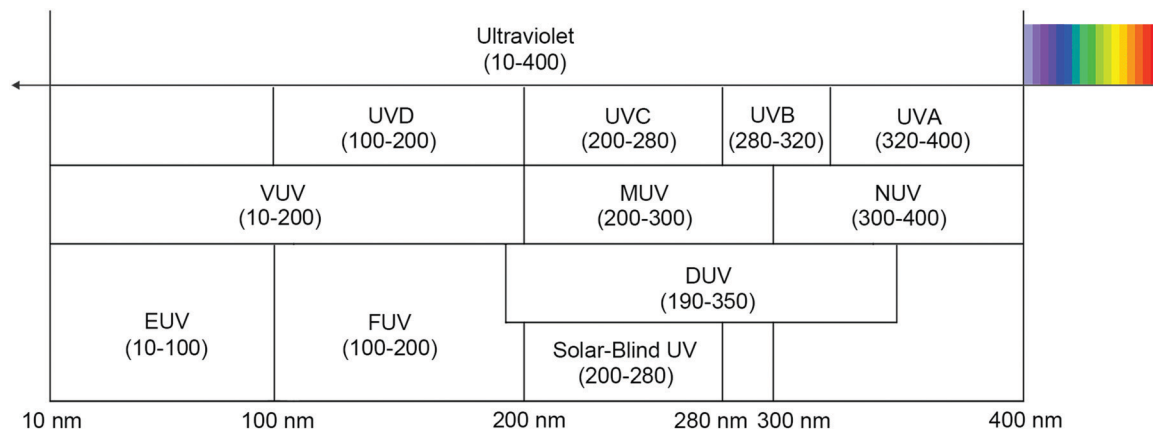 Ultraviolet
(10-400)
UVD
(100-200)
UVC
(200-280)
UVB
(280-320)
UVA
(320-400)
VUV
(10-200)
MUV
(200-300)
NUV
(300-400)
EUV
(10-100)
FUV
(100-200)
DUV
(190-350)
Solar-Blind UV
(200-280)
10 nm
100 nm
200 nm
280 nm
300 nm
400 nm